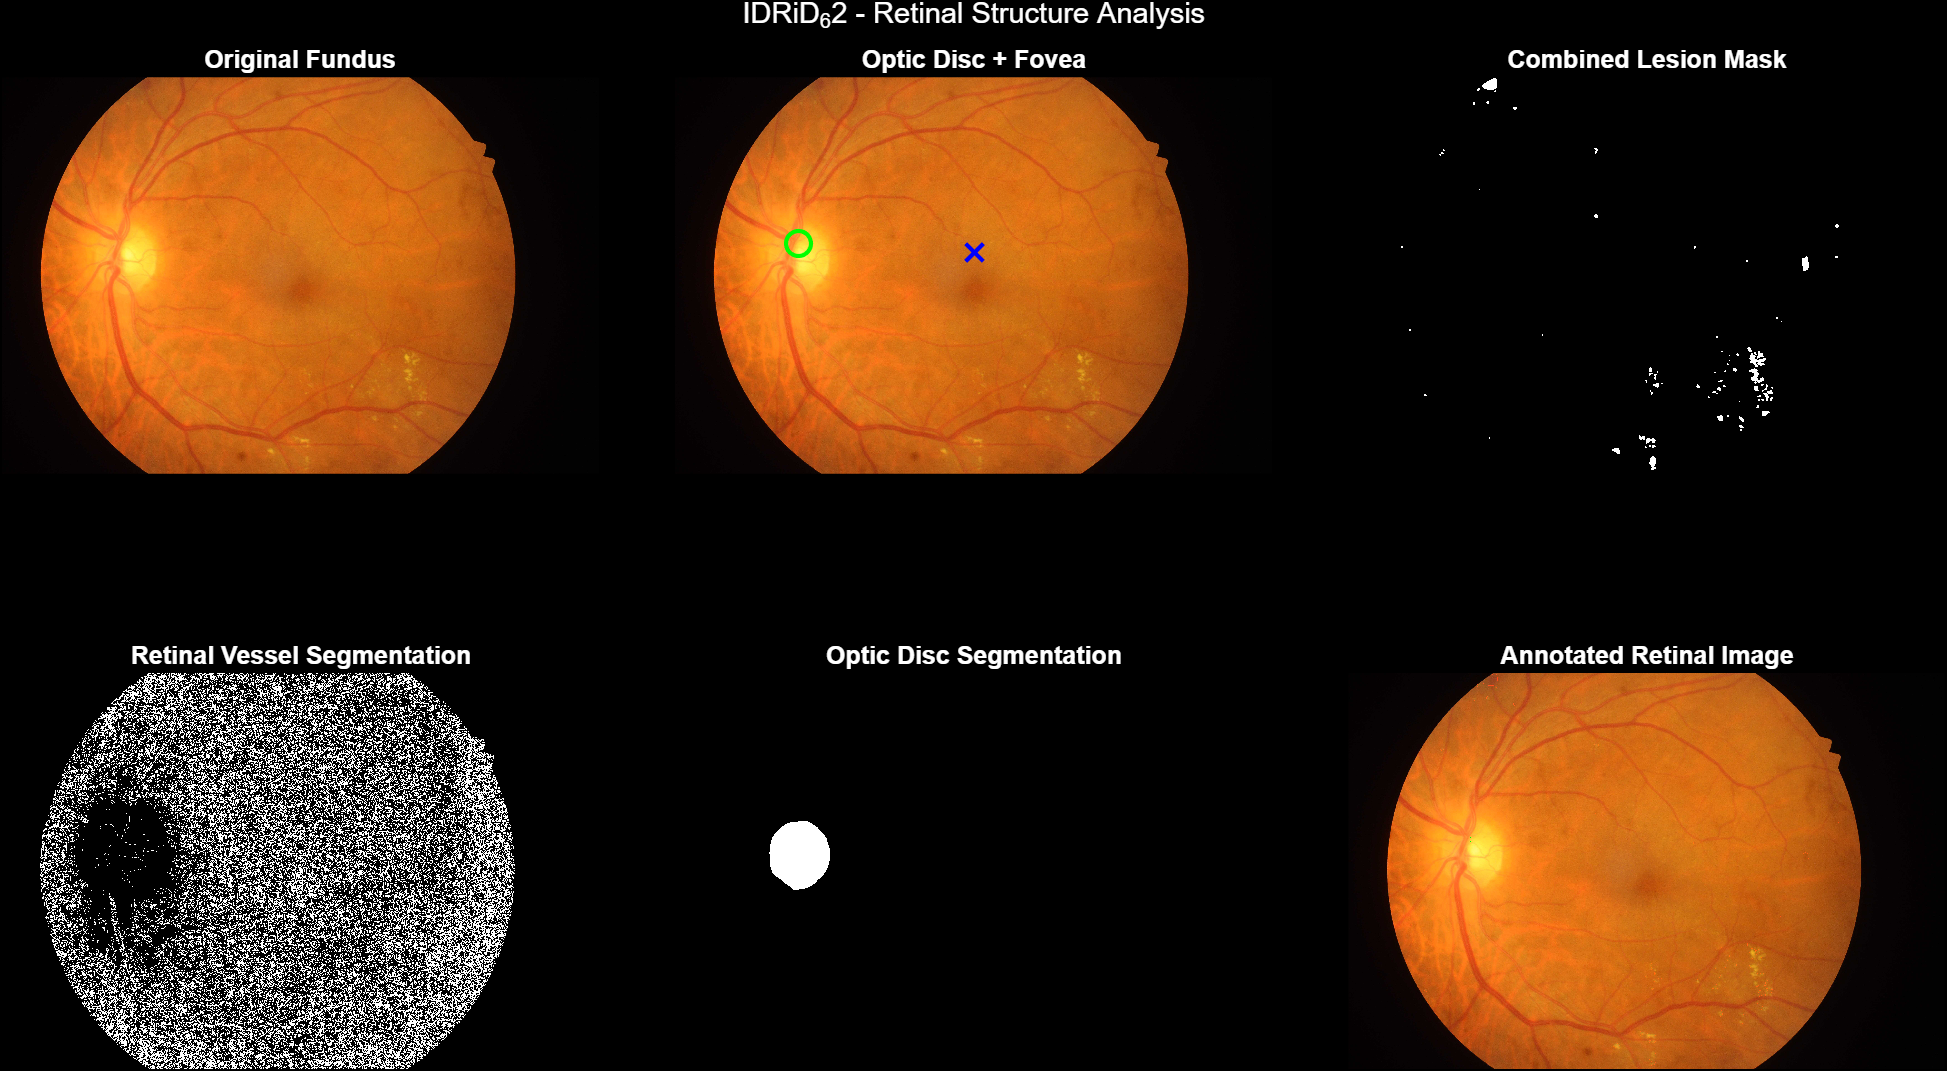 IDRiD₆2 - Retinal Structure Analysis
Original Fundus
Optic Disc + Fovea
Combined Lesion Mask
Retinal Vessel Segmentation
Optic Disc Segmentation
Annotated Retinal Image